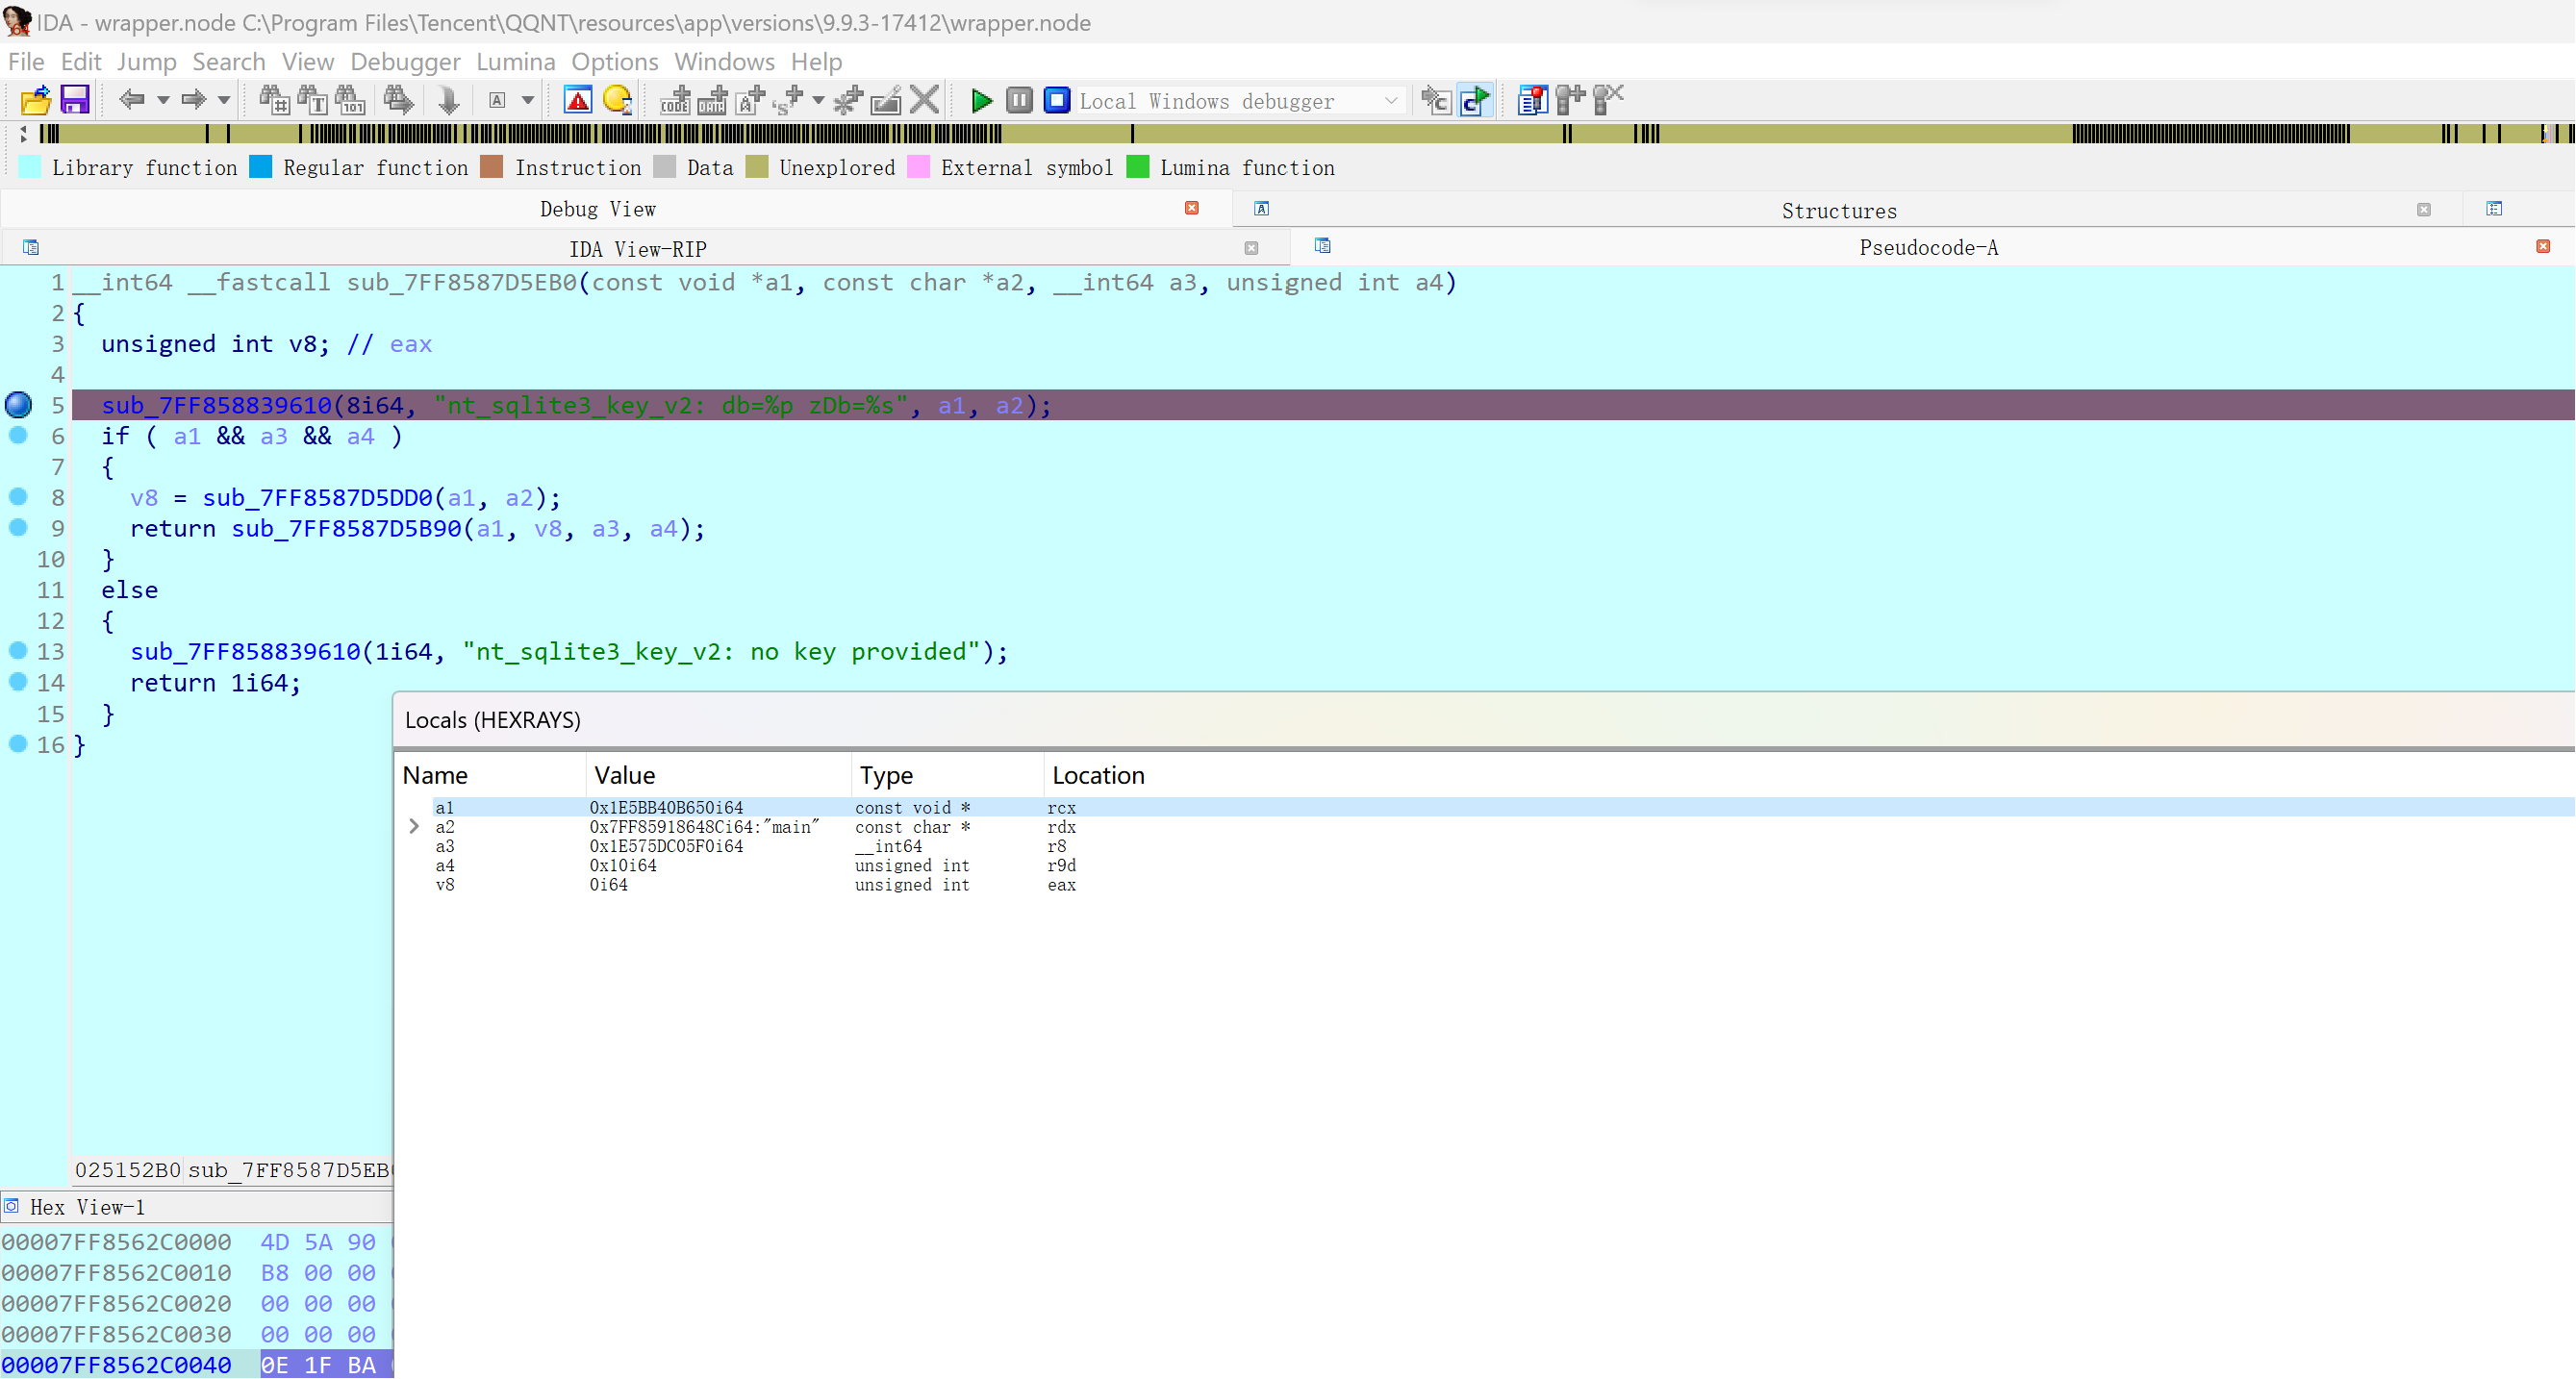 IDA - wrapper.node C:\Program Files\Tencent\QQNT\resources\app\versions\9.9.3-17412\wrapper.node
File Edit Jump Search View Debugger Lumina Options Windows Help
Local Windows debugger
Library function Regular function Instruction Data Unexplored External symbol Lumina function
Debug View Structures
IDA View-RIP Pseudocode-A
1 __int64 __fastcall sub_7FF8587D5EB0(const void *a1, const char *a2, __int64 a3, unsigned int a4)
2 {
3 unsigned int v8; // eax
4
5 sub_7FF858839610(8i64, "nt_sqlite3_key_v2: db=%p zDb=%s", a1, a2);
6 if ( a1 && a3 && a4 )
7 {
8 v8 = sub_7FF8587D5DD0(a1, a2);
9 return sub_7FF8587D5B90(a1, v8, a3, a4);
10 }
11 else
12 {
13 sub_7FF858839610(1i64, "nt_sqlite3_key_v2: no key provided");
14 return 1i64;
15 }
16 }
Locals (HEXRAYS)
Name Value Type Location
a1 0x1E5BB40B650i64 const void * rcx
a2 0x7FF85918648Ci64:"main" const char * rdx
a3 0x1E575DC05F0i64 __int64 r8
a4 0x10i64 unsigned int r9d
v8 0i64 unsigned int eax
025152B0 sub_7FF8587D5EB
Hex View-1
00007FF8562C0000 4D 5A 90
00007FF8562C0010 B8 00 00
00007FF8562C0020 00 00 00
00007FF8562C0030 00 00 00
00007FF8562C0040 0E 1F BA